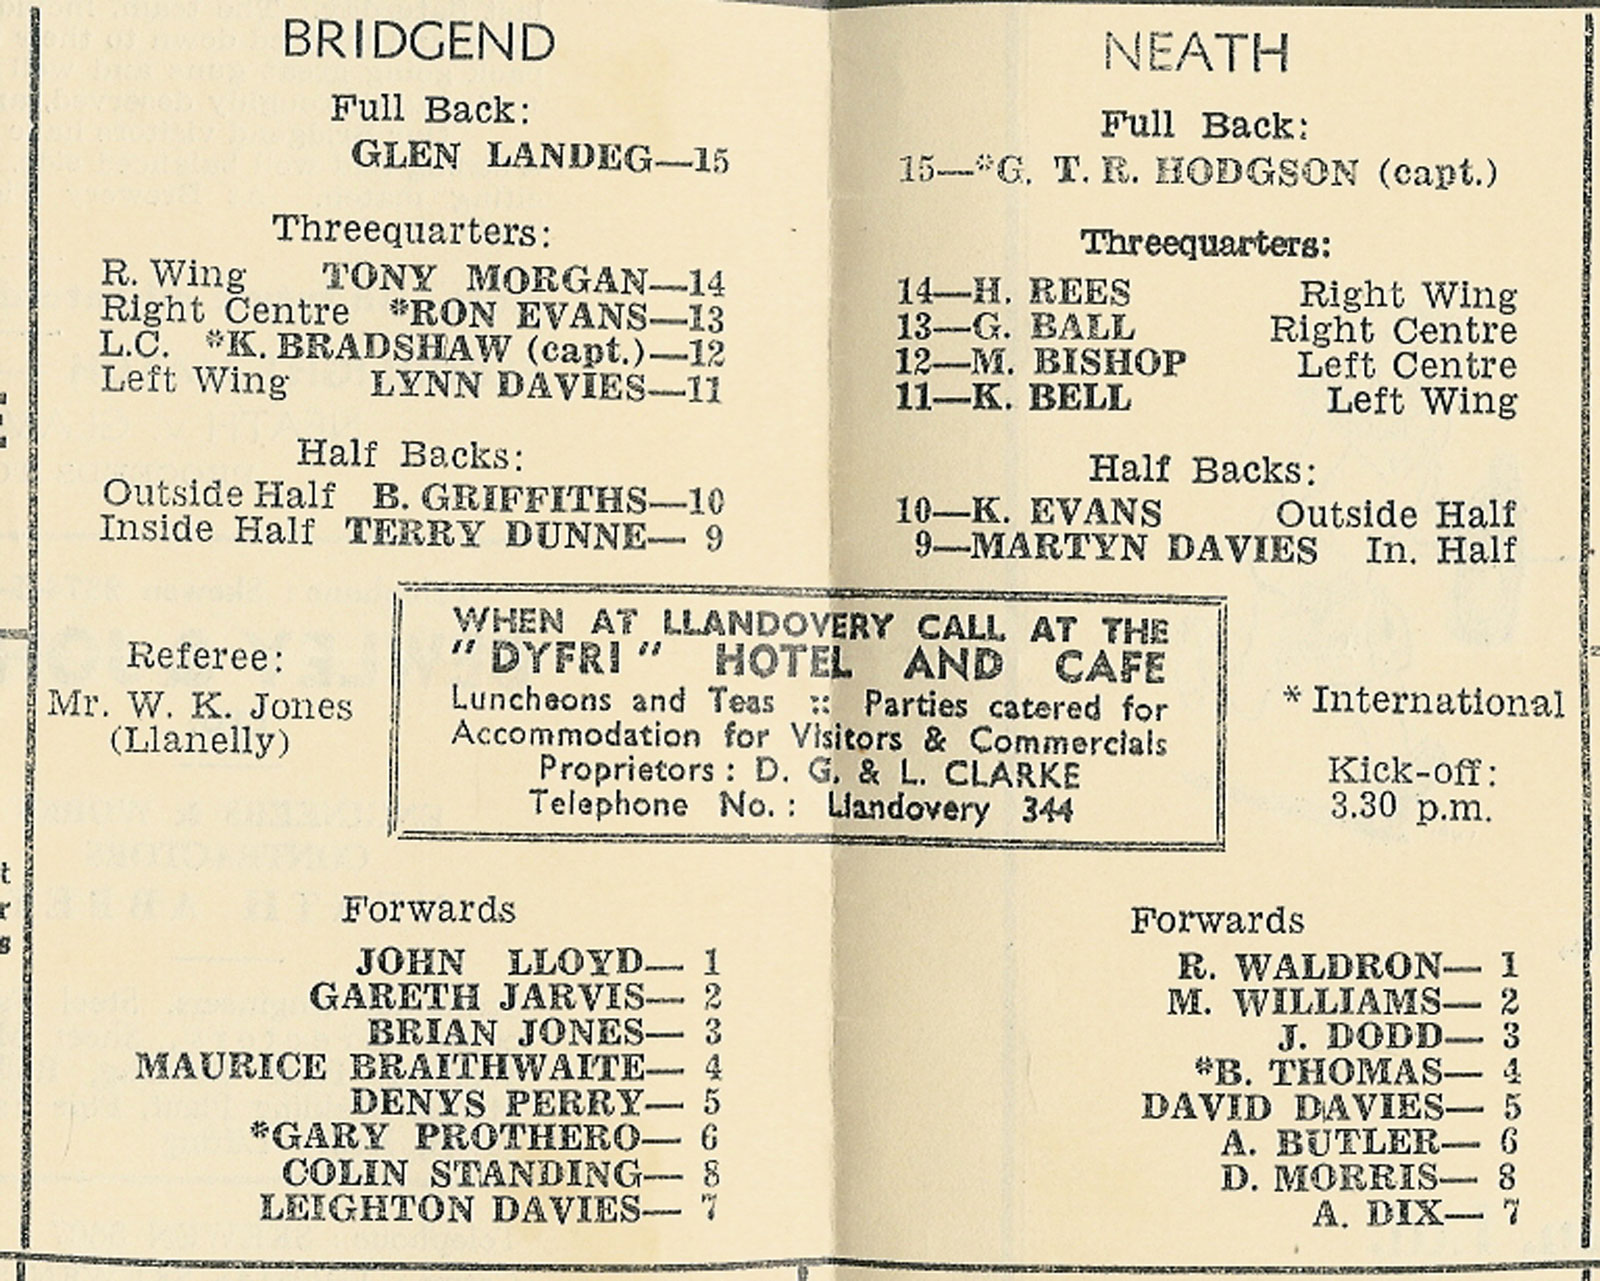 BRIDGEND
Full Back:
GLEN LANDEG—15
Threequarters:
R. Wing TONY MORGAN—14
Right Centre *RON EVANS—13
L.C. *K. BRADSHAW (capt.)—12
Left Wing LYNN DAVIES—11
Half Backs:
Outside Half B. GRIFFITHS—10
Inside Half TERRY DUNNE— 9
NEATH
Full Back:
15—*G. T. R. HODGSON (capt.)
Threequarters:
14—H. REES Right Wing
13—G. BALL Right Centre
12—M. BISHOP Left Centre
11—K. BELL Left Wing
Half Backs:
10—K. EVANS Outside Half
9—MARTYN DAVIES In. Half
Referee:
Mr. W. K. Jones
(Llanelly)
WHEN AT LLANDOVERY CALL AT THE
"DYFRI" HOTEL AND CAFE
Luncheons and Teas :: Parties catered for
Accommodation for Visitors & Commercials
Proprietors: D. G. & L. CLARKE
Telephone No.: Llandovery 344
* International
Kick-off:
3.30 p.m.
Forwards
JOHN LLOYD— 1
GARETH JARVIS— 2
BRIAN JONES— 3
MAURICE BRAITHWAITE— 4
DENYS PERRY— 5
*GARY PROTHERO— 6
COLIN STANDING— 8
LEIGHTON DAVIES— 7
Forwards
R. WALDRON— 1
M. WILLIAMS— 2
J. DODD— 3
*B. THOMAS— 4
DAVID DAVIES— 5
A. BUTLER— 6
D. MORRIS— 8
A. DIX— 7